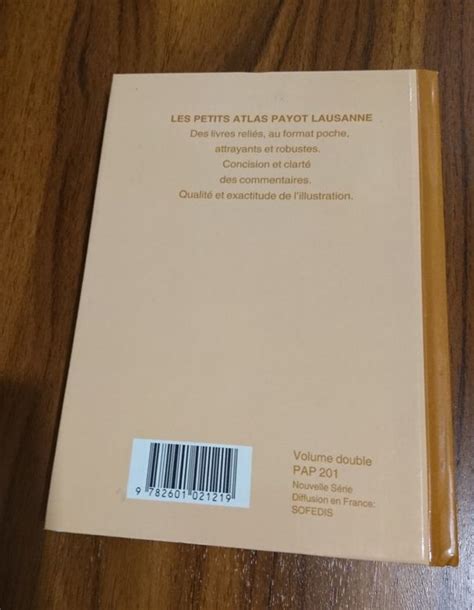 LES PETITS ATLAS PAYOT LAUSANNE
Des livres reliés, au format poche,
attrayants et robustes.
Concision et clarté
des commentaires.
Qualité et exactitude de l'illustration.
9 782601 021219
Volume double
PAP 201
Nouvelle Série
Diffusion en France:
SOFEDIS